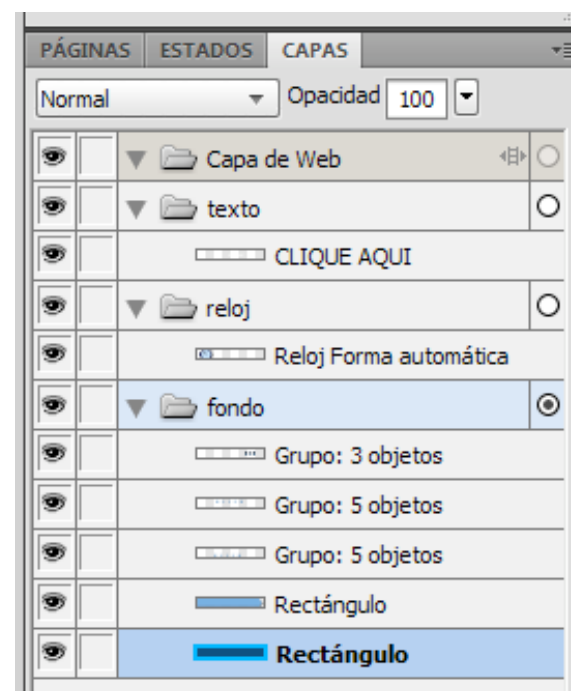 PÁGINAS ESTADOS CAPAS
Normal Opacidad 100
Capa de Web
texto
CLIQUE AQUI
reloj
Reloj Forma automática
fondo
Grupo: 3 objetos
Grupo: 5 objetos
Grupo: 5 objetos
Rectángulo
Rectángulo